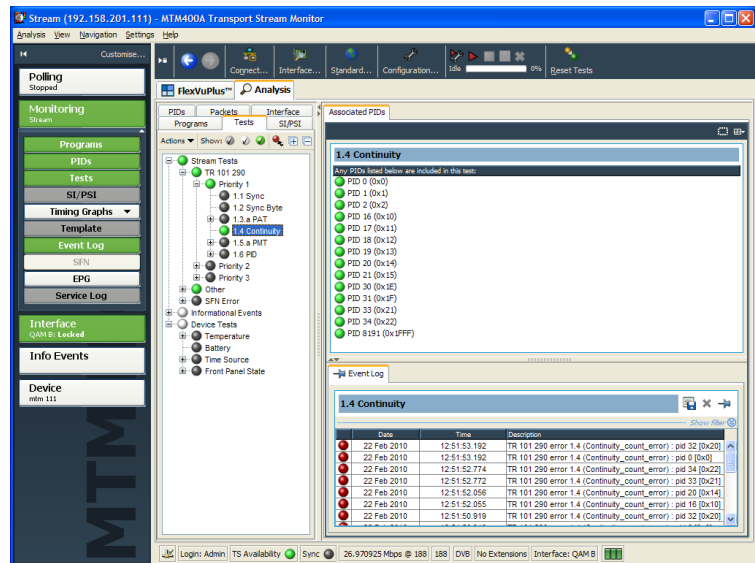 Stream (192.158.201.111) - MTM400A Transport Stream Monitor
Analysis View Navigation Settings Help
Customise...
Connect... Interface... Standard... Configuration... Idle 0% Reset Tests
Polling
Stopped
Monitoring
Stream
Programs
PIDs
Tests
SI/PSI
Timing Graphs
Template
Event Log
SFN
EPG
Service Log
Interface
QAM B: Locked
Info Events
Device
mtm 111
MTM
FlexVuPlus™ Analysis
PIDs Packets Interface
Programs Tests SI/PSI
Actions Show:
Stream Tests
TR 101 290
Priority 1
1.1 Sync
1.2 Sync Byte
1.3.a PAT
1.4 Continuity
1.5.a PMT
1.6 PID
Priority 2
Priority 3
Other
SFN Error
Informational Events
Device Tests
Temperature
Battery
Time Source
Front Panel State
Associated PIDs
1.4 Continuity
Any PIDs listed below are included in this test:
PID 0 (0x0)
PID 1 (0x1)
PID 2 (0x2)
PID 16 (0x10)
PID 17 (0x11)
PID 18 (0x12)
PID 19 (0x13)
PID 20 (0x14)
PID 21 (0x15)
PID 30 (0x1E)
PID 31 (0x1F)
PID 33 (0x21)
PID 34 (0x22)
PID 8191 (0x1FFF)
Event Log
1.4 Continuity
Show filter
Date Time Description
22 Feb 2010 12:51:53.192 TR 101 290 error 1.4 (Continuity_count_error) : pid 32 [0x20]
22 Feb 2010 12:51:53.192 TR 101 290 error 1.4 (Continuity_count_error) : pid 0 [0x0]
22 Feb 2010 12:51:52.774 TR 101 290 error 1.4 (Continuity_count_error) : pid 34 [0x22]
22 Feb 2010 12:51:52.772 TR 101 290 error 1.4 (Continuity_count_error) : pid 33 [0x21]
22 Feb 2010 12:51:52.056 TR 101 290 error 1.4 (Continuity_count_error) : pid 20 [0x14]
22 Feb 2010 12:51:52.055 TR 101 290 error 1.4 (Continuity_count_error) : pid 16 [0x10]
22 Feb 2010 12:51:50.919 TR 101 290 error 1.4 (Continuity_count_error) : pid 32 [0x20]
Login: Admin TS Availability Sync 26.970925 Mbps @ 188 188 DVB No Extensions Interface: QAM B